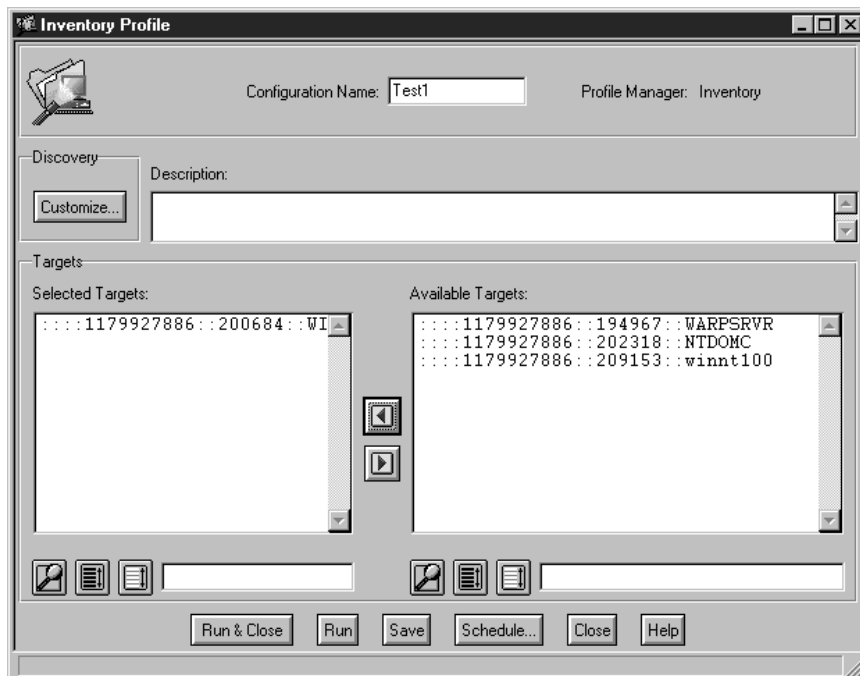 Inventory Profile
Configuration Name: Test1 Profile Manager: Inventory
Discovery
Customize...
Description:
Targets
Selected Targets:
::::1179927886::200684::WI
Available Targets:
::::1179927886::194967::WARPSRVR
::::1179927886::202318::NTDOMC
::::1179927886::209153::winnt100
Run & Close Run Save Schedule... Close Help